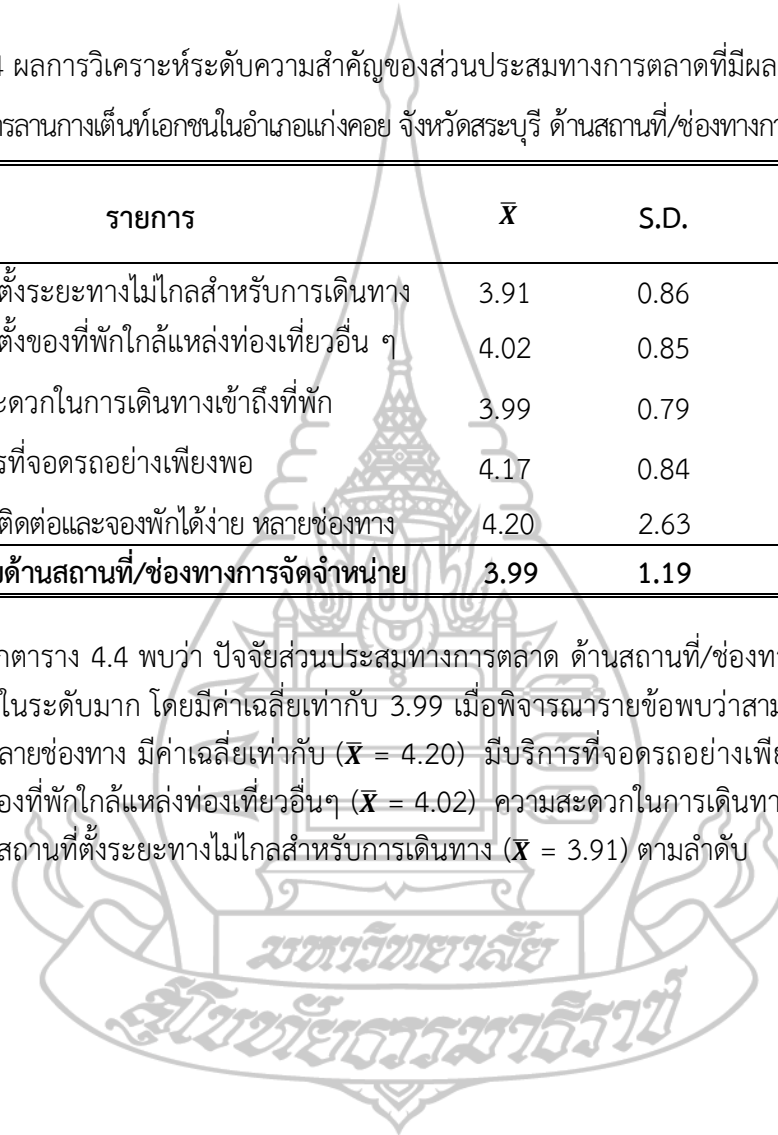 4 ผลการวิเคราะห์ระดับความสำคัญของส่วนประสมทางการตลาดที่มีผล
ลานกางเต็นท์เอกชนในอำเภอแก่งคอย จังหวัดสระบุรี ด้านสถานที่/ช่องทาง
รายการ X̄ S.D.
ตั้งระยะทางไม่ไกลสำหรับการเดินทาง 3.91 0.86
ตั้งของที่พักใกล้แหล่งท่องเที่ยวอื่น ๆ 4.02 0.85
ะดวกในการเดินทางเข้าถึงที่พัก 3.99 0.79
ที่จอดรถอย่างเพียงพอ 4.17 0.84
ติดต่อและจองพักได้ง่าย หลายช่องทาง 4.20 2.63
ด้านสถานที่/ช่องทางการจัดจำหน่าย 3.99 1.19
กตาราง 4.4 พบว่า ปัจจัยส่วนประสมทางการตลาด ด้านสถานที่/ช่องทา
ในระดับมาก โดยมีค่าเฉลี่ยเท่ากับ 3.99 เมื่อพิจารณารายข้อพบว่าสาม
ลายช่องทาง มีค่าเฉลี่ยเท่ากับ (X̄ = 4.20) มีบริการที่จอดรถอย่างเพีย
องที่พักใกล้แหล่งท่องเที่ยวอื่นๆ (X̄ = 4.02) ความสะดวกในการเดินทา
สถานที่ตั้งระยะทางไม่ไกลสำหรับการเดินทาง (X̄ = 3.91) ตามลำดับ
มหาวิทยาลัย
สุโขทัยธรรมาธิราช